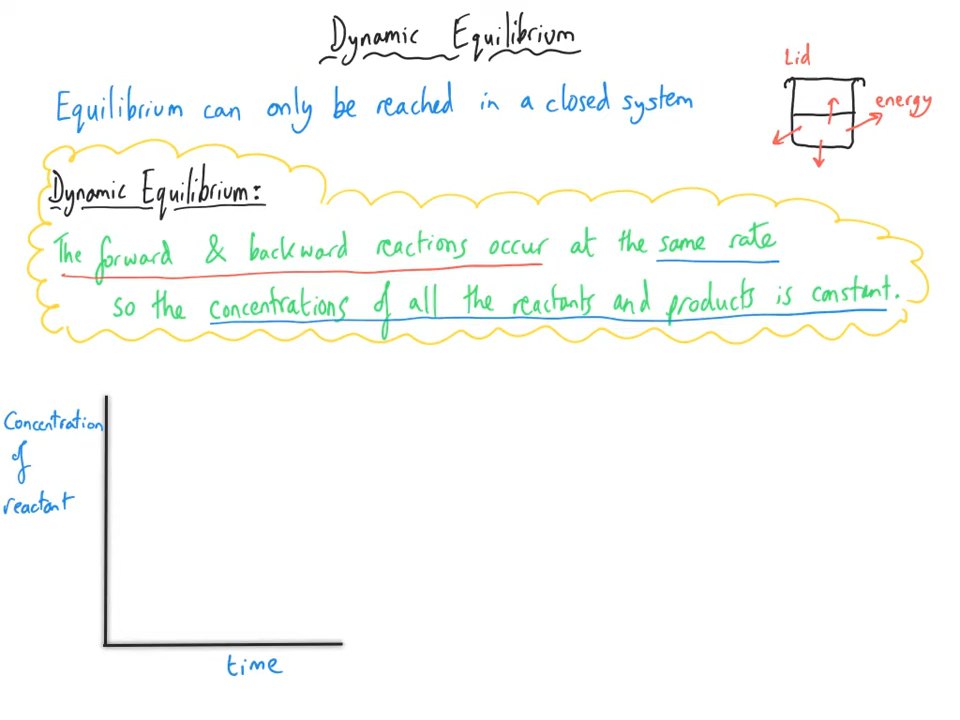 Dynamic Equilibrium
Lid
Equilibrium can only be reached in a closed system
energy
Dynamic Equilibrium:
The forward & backward reactions occur at the same rate
so the concentrations of all the reactants and products is constant.
Concentration
of
reactant
time